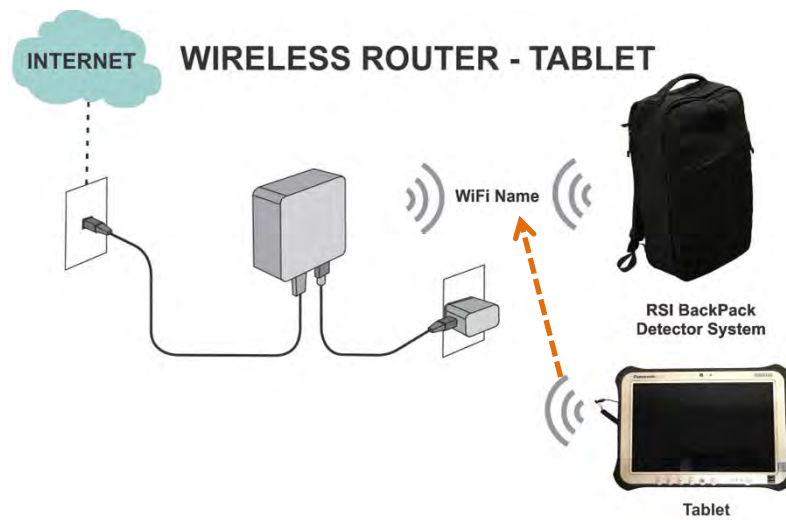 INTERNET
WIRELESS ROUTER - TABLET
WiFi Name
RSI BackPack
Detector System
Panasonic
Tablet